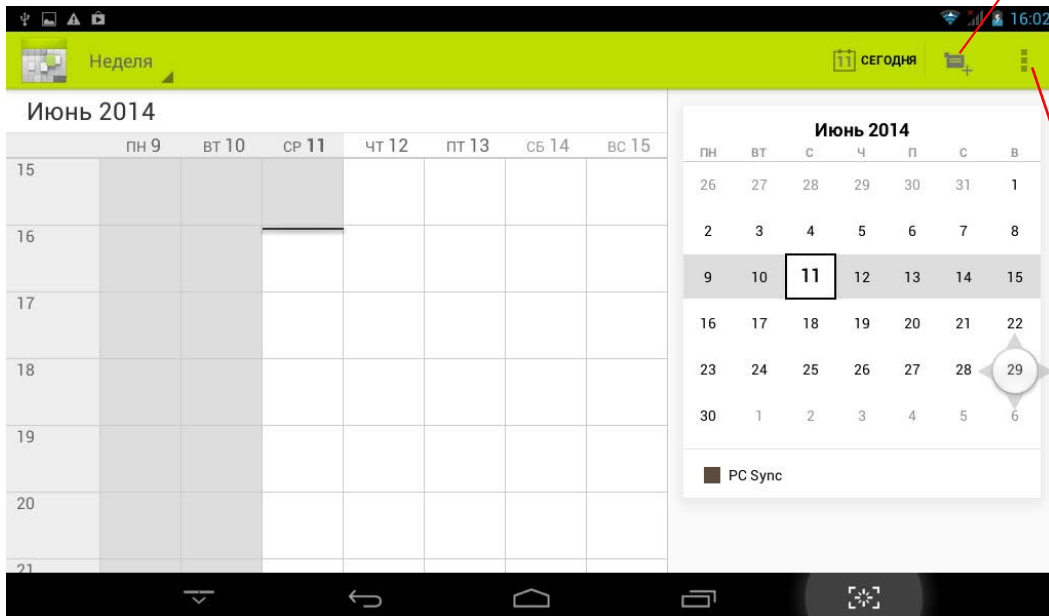 16:02
Неделя
11 СЕГОДНЯ
Июнь 2014
ПН 9 ВТ 10 СР 11 ЧТ 12 ПТ 13 СБ 14 ВС 15
15
16
17
18
19
20
21
Июнь 2014
ПН ВТ С Ч П С В
26 27 28 29 30 31 1
2 3 4 5 6 7 8
9 10 11 12 13 14 15
16 17 18 19 20 21 22
23 24 25 26 27 28 29
30 1 2 3 4 5 6
PC Sync